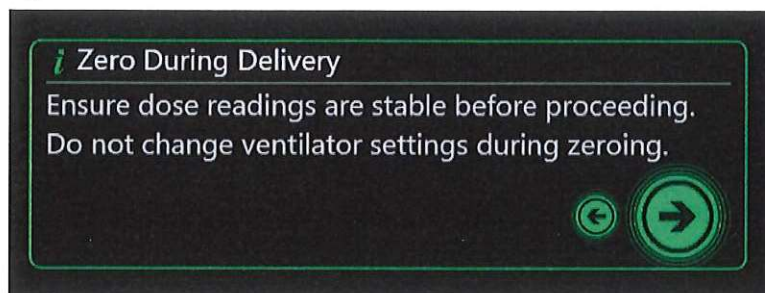 i Zero During Delivery
Ensure dose readings are stable before proceeding.
Do not change ventilator settings during zeroing.